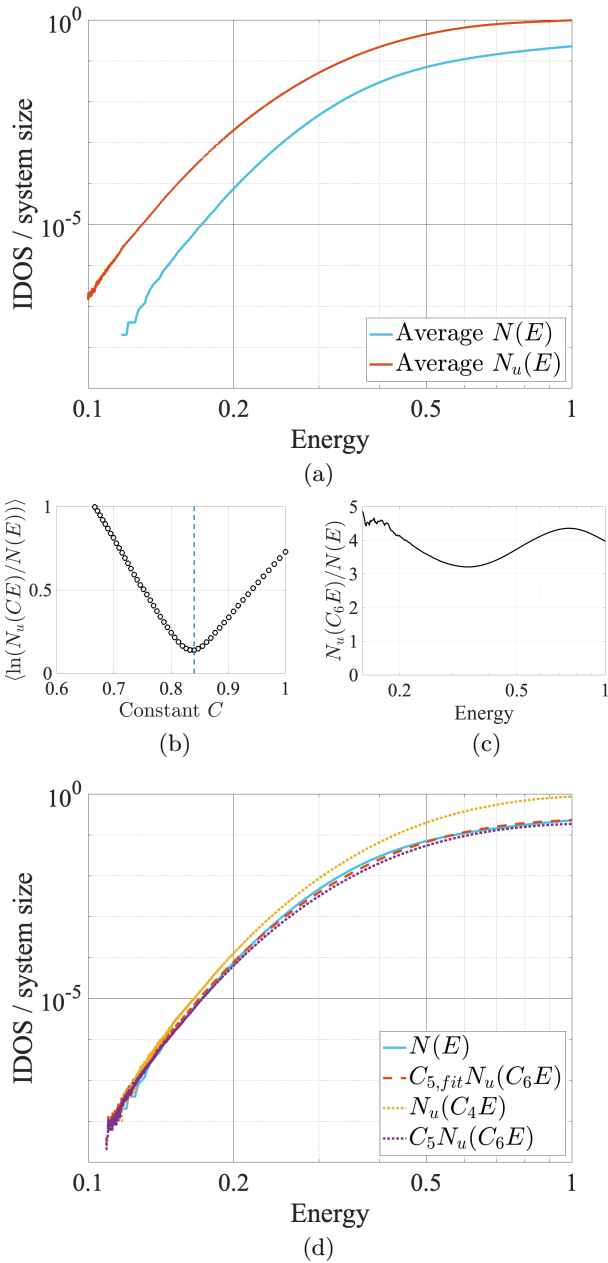 10^0
10^-5
IDOS / system size
Average N(E)
Average N_u(E)
0.1 0.2 0.5 1
Energy
(a)
1
0.5
0
⟨ln(N_u(CE)/N(E))⟩
0.6 0.7 0.8 0.9 1
Constant C
(b)
5
4
3
2
1
0
N_u(C_6E)/N(E)
0.2 0.5 1
Energy
(c)
10^0
10^-5
IDOS / system size
N(E)
C_{5,fit}N_u(C_6E)
N_u(C_4E)
C_5N_u(C_6E)
0.1 0.2 0.5 1
Energy
(d)